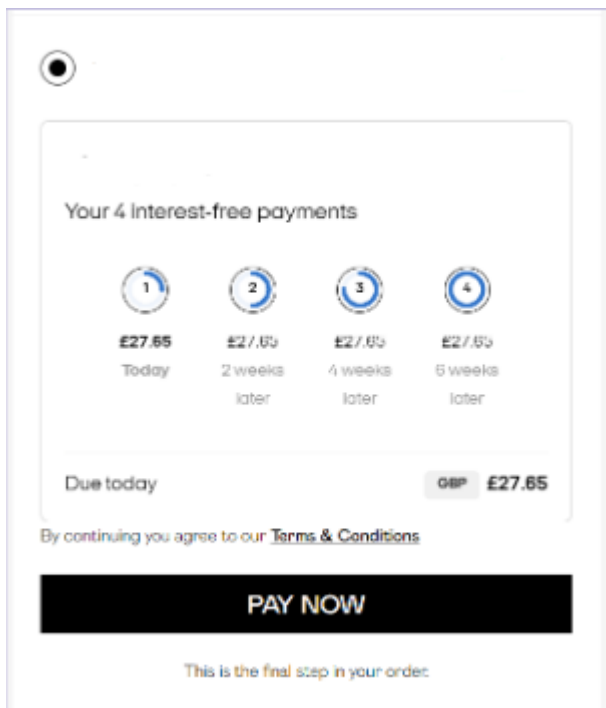 Your 4 interest-free payments
1 2 3 4
£27.65 £27.65 £27.65 £27.65
Today 2 weeks 4 weeks 6 weeks
later later later
Due today GBP £27.65
By continuing you agree to our Terms & Conditions
PAY NOW
This is the final step in your order.